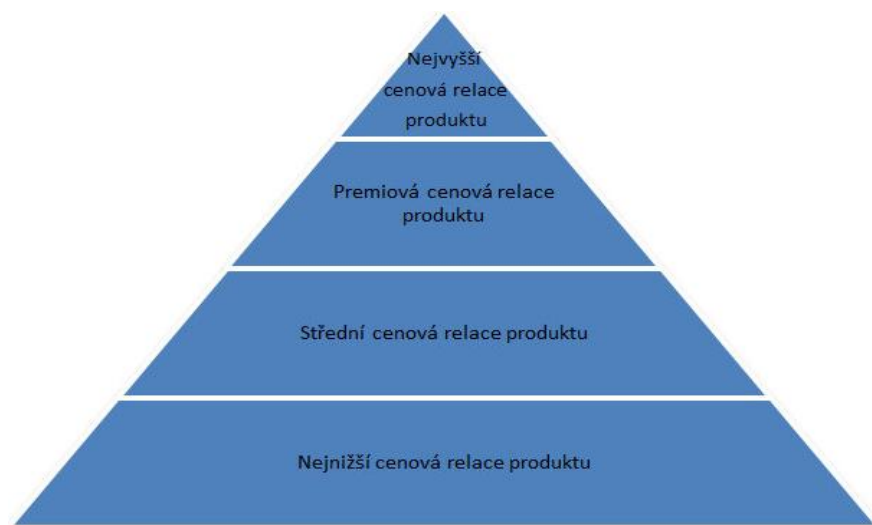 Nejvyšší
cenová relace
produktu
Premiová cenová relace
produktu
Střední cenová relace produktu
Nejnižší cenová relace produktu